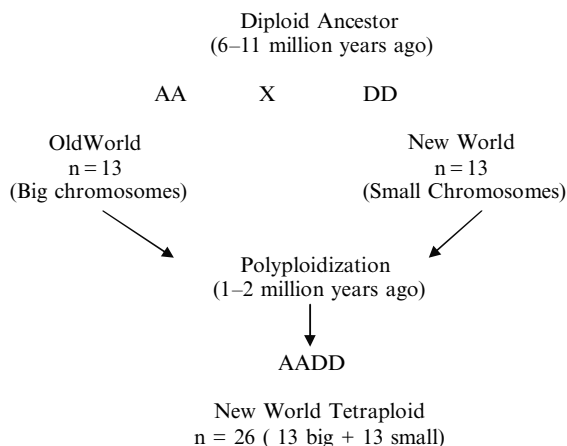 Diploid Ancestor
(6–11 million years ago)
AA X DD
OldWorld
n = 13
(Big chromosomes)
New World
n = 13
(Small Chromosomes)
Polyploidization
(1–2 million years ago)
AADD
New World Tetraploid
n = 26 ( 13 big + 13 small)